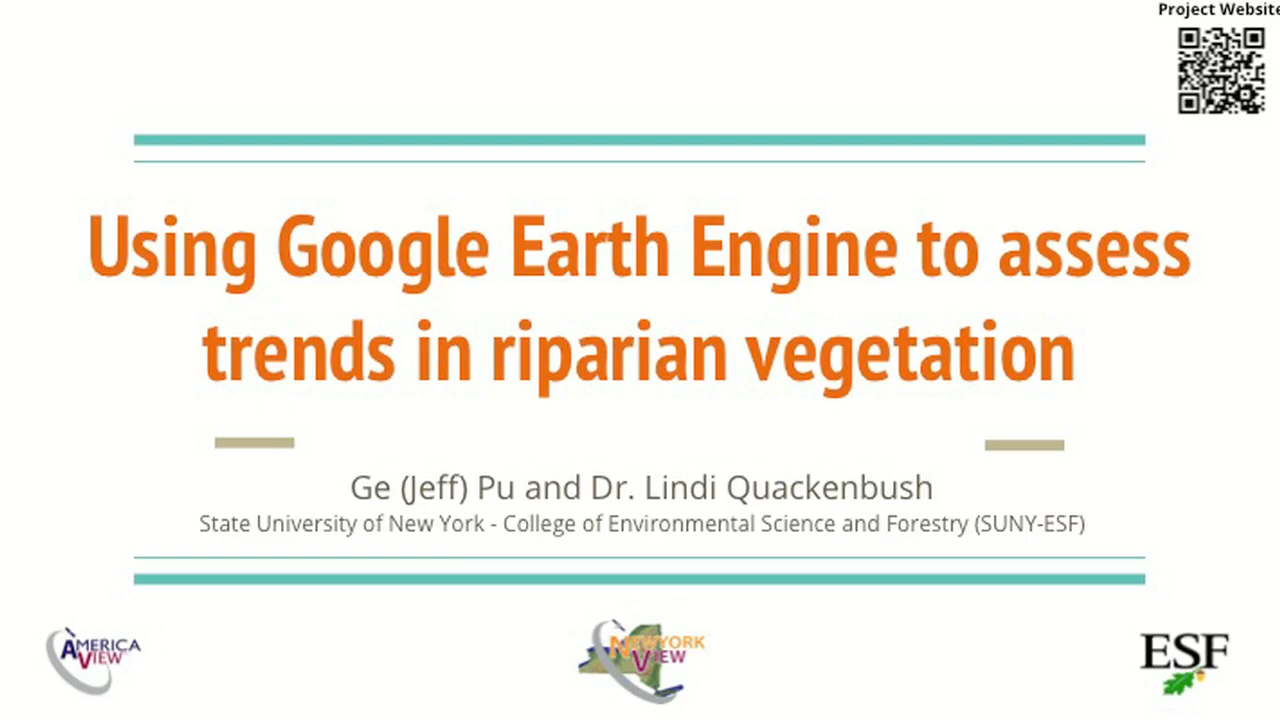 Project Website
Using Google Earth Engine to assess
trends in riparian vegetation
Ge (Jeff) Pu and Dr. Lindi Quackenbush
State University of New York - College of Environmental Science and Forestry (SUNY-ESF)
AMERICA
VIEW
NEWYORK
VIEW
ESF